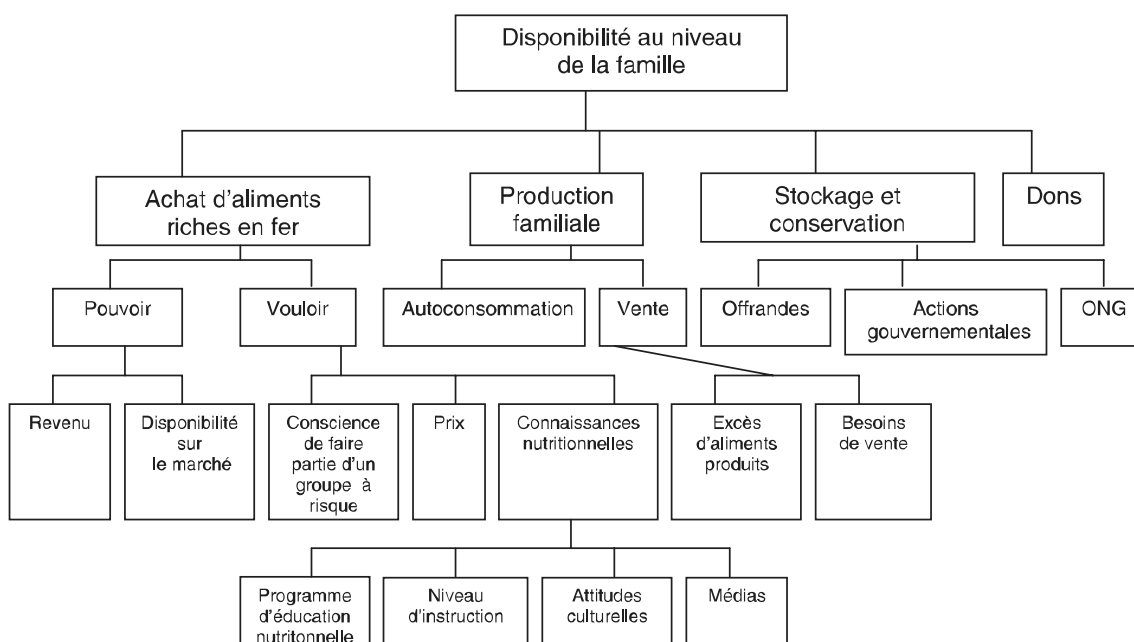 Disponibilité au niveau
de la famille
Achat d'aliments
riches en fer
Production
familiale
Stockage et
conservation
Dons
Pouvoir
Vouloir
Autoconsommation
Vente
Offrandes
Actions
gouvernementales
ONG
Revenu
Disponibilité
sur
le marché
Conscience
de faire
partie d'un
groupe à
risque
Prix
Connaissances
nutritionnelles
Excès
d'aliments
produits
Besoins
de vente
Programme
d'éducation
nutritonnelle
Niveau
d'instruction
Attitudes
culturelles
Médias